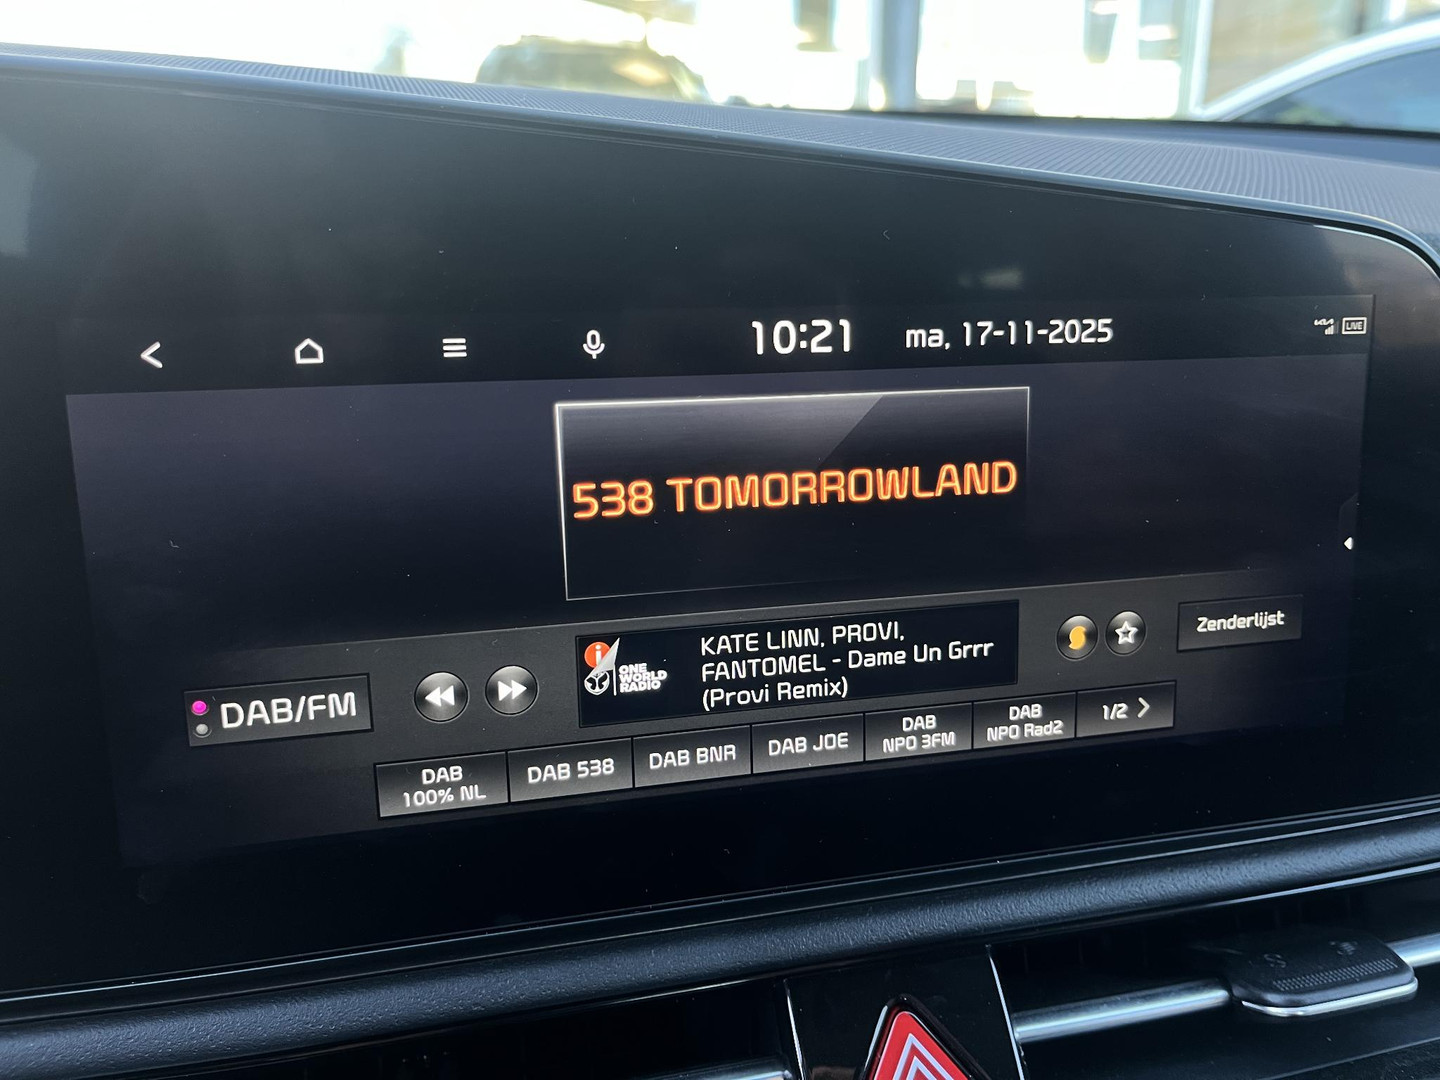 10:21
ma, 17-11-2025
LIVE
538 TOMORROWLAND
ONE
WORLD
RADIO
KATE LINN, PROVI,
FANTOMEL - Dame Un Grrr
(Provi Remix)
Zenderlijst
DAB/FM
DAB
100% NL
DAB 538
DAB BNR
DAB JOE
DAB
NPO 3FM
DAB
NPO Rad2
1/2